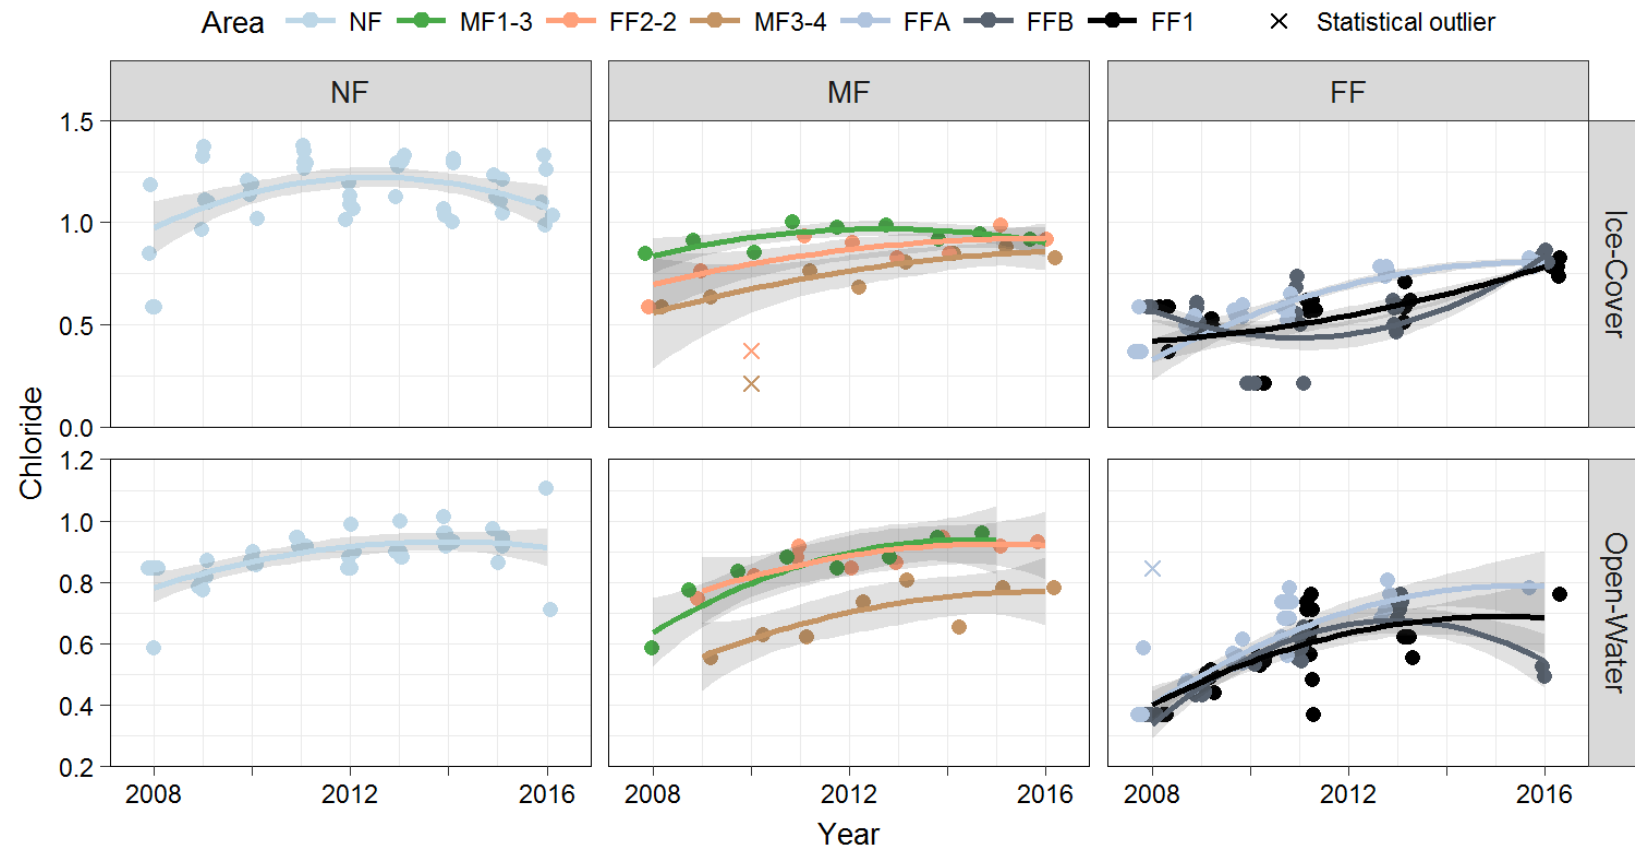 Area NF MF1-3 FF2-2 MF3-4 FFA FFB FF1 Statistical outlier
NF MF FF
1.5
1.0
0.5
0.0
Ice-Cover
Chloride
1.2
1.0
0.8
0.6
0.4
0.2
Open-Water
2008 2012 2016 2008 2012 2016 2008 2012 2016
Year